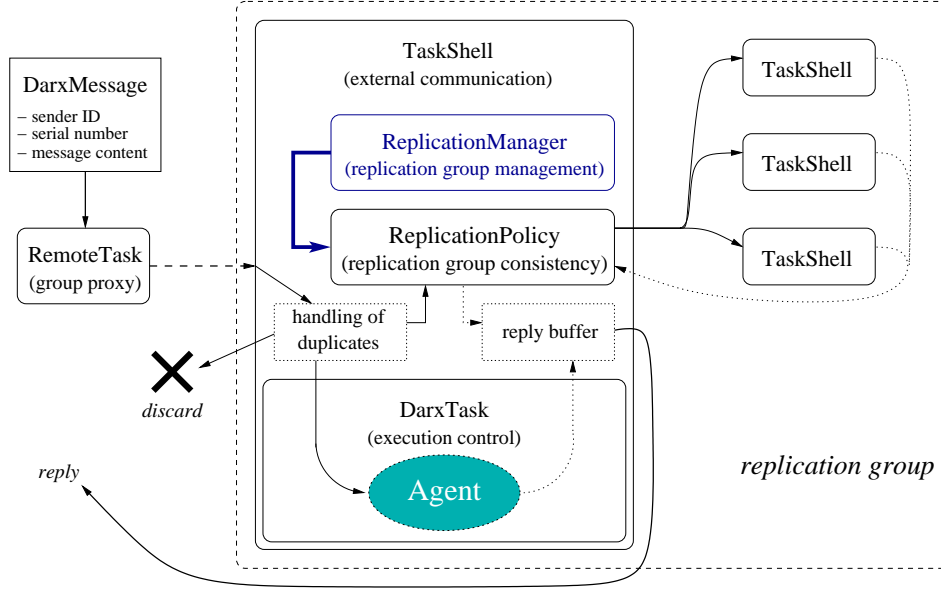 DarxMessage
– sender ID
– serial number
– message content
RemoteTask
(group proxy)
TaskShell
(external communication)
ReplicationManager
(replication group management)
ReplicationPolicy
(replication group consistency)
handling of
duplicates
reply buffer
discard
DarxTask
(execution control)
Agent
reply
TaskShell
TaskShell
TaskShell
replication group